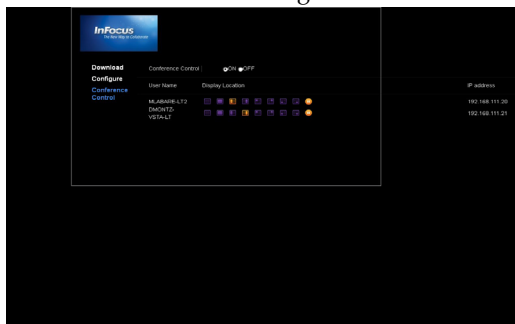 InFocus
The New Way to Collaborate
Download
Configure
Conference Control
Conference Control : ON OFF
User Name Display Location IP address
MLABARE-LT2 192.168.111.20
DMONTZ-
VSTA-LT 192.168.111.21